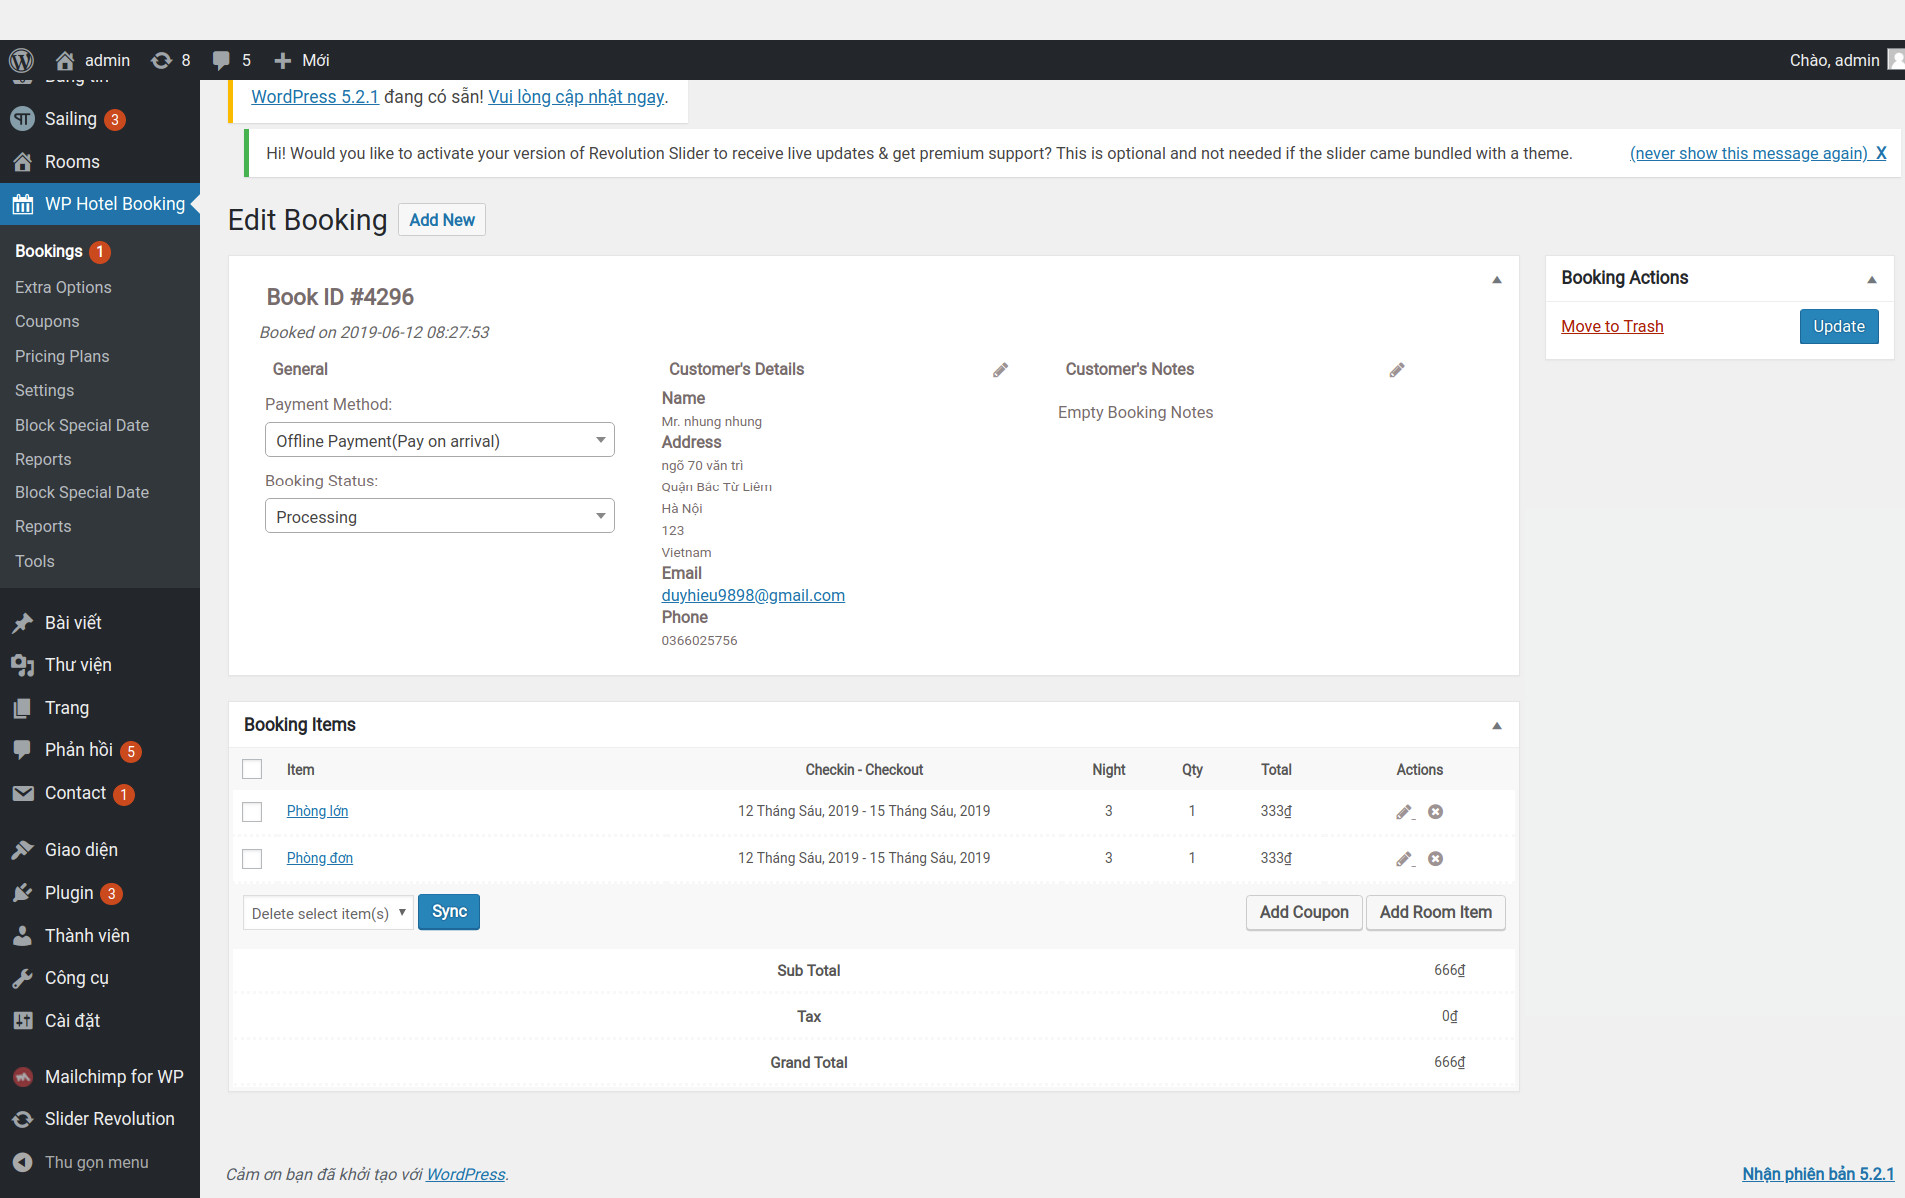 admin 8 5 Mới
Chào, admin
Bảng tin
Sailing 3
Rooms
WP Hotel Booking
Bookings 1
Extra Options
Coupons
Pricing Plans
Settings
Block Special Date
Reports
Block Special Date
Reports
Tools
Bài viết
Thư viện
Trang
Phản hồi 5
Contact 1
Giao diện
Plugin 3
Thành viên
Công cụ
Cài đặt
Mailchimp for WP
Slider Revolution
Thu gọn menu
WordPress 5.2.1 đang có sẵn! Vui lòng cập nhật ngay.
Hi! Would you like to activate your version of Revolution Slider to receive live updates & get premium support? This is optional and not needed if the slider came bundled with a theme. (never show this message again) X
Edit Booking Add New
Book ID #4296
Booked on 2019-06-12 08:27:53
General
Payment Method:
Offline Payment(Pay on arrival)
Booking Status:
Processing
Customer's Details
Name
Mr. nhung nhung
Address
ngõ 70 văn trì
Quận Bắc Từ Liêm
Hà Nội
123
Vietnam
Email
duyhieu9898@gmail.com
Phone
0366025756
Customer's Notes
Empty Booking Notes
Booking Actions
Move to Trash Update
Booking Items
Item Checkin - Checkout Night Qty Total Actions
Phòng lớn 12 Tháng Sáu, 2019 - 15 Tháng Sáu, 2019 3 1 333₫
Phòng đơn 12 Tháng Sáu, 2019 - 15 Tháng Sáu, 2019 3 1 333₫
Delete select item(s) Sync Add Coupon Add Room Item
Sub Total 666₫
Tax 0₫
Grand Total 666₫
Cảm ơn bạn đã khởi tạo với WordPress.
Nhận phiên bản 5.2.1